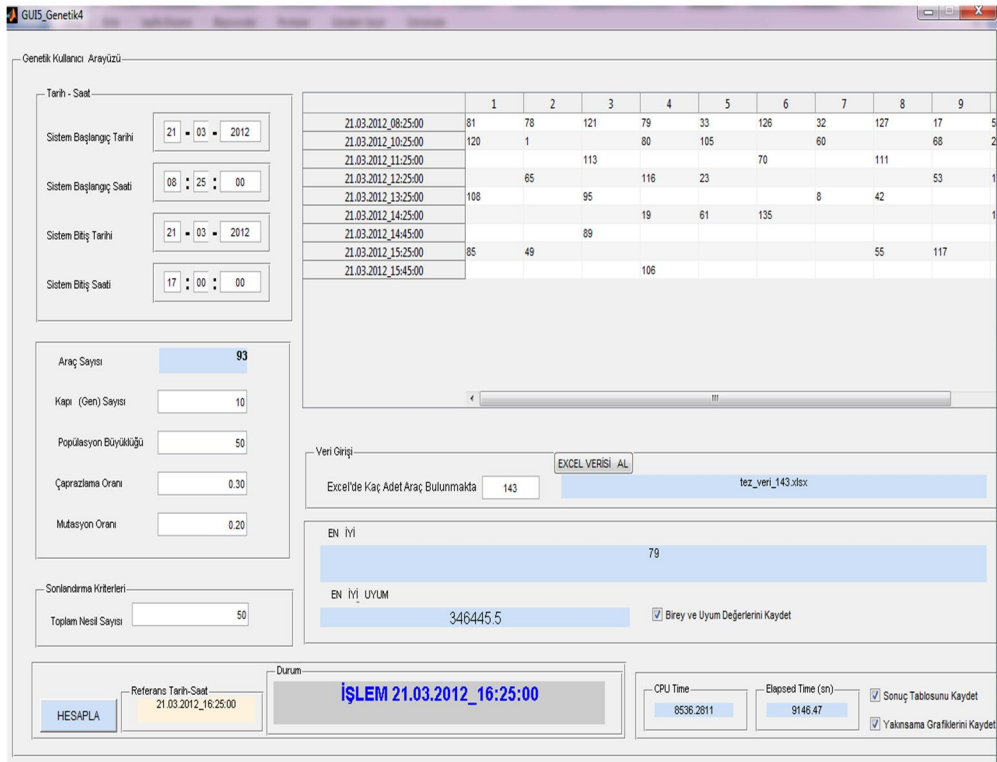 GUI5_Genetik4
Genetik Kullanıcı Arayüzü
Tarih - Saat
Sistem Başlangıç Tarihi 21 - 03 - 2012
Sistem Başlangıç Saati 08 : 25 : 00
Sistem Bitiş Tarihi 21 - 03 - 2012
Sistem Bitiş Saati 17 : 00 : 00
1 2 3 4 5 6 7 8 9
21.03.2012_08:25:00 81 78 121 79 33 126 32 127 17 5
21.03.2012_10:25:00 120 1 80 105 60 68 2
21.03.2012_11:25:00 113 70 111
21.03.2012_12:25:00 65 116 23 53 1
21.03.2012_13:25:00 108 95 8 42
21.03.2012_14:25:00 19 61 135 1
21.03.2012_14:45:00 89
21.03.2012_15:25:00 85 49 55 117
21.03.2012_15:45:00 106
Araç Sayısı 93
Kapı (Gen) Sayısı 10
Popülasyon Büyüklüğü 50
Çaprazlama Oranı 0.30
Mutasyon Oranı 0.20
Sonlandırma Kriterleri
Toplam Nesil Sayısı 50
Veri Girişi
EXCEL VERİSİ AL
Excel'de Kaç Adet Araç Bulunmakta 143
tez_veri_143.xlsx
EN İYİ
79
EN İYİ UYUM
346445.5
Birey ve Uyum Değerlerini Kaydet
HESAPLA
Referans Tarih-Saat
21.03.2012_16:25:00
Durum
İŞLEM 21.03.2012_16:25:00
CPU Time
8536.2811
Elapsed Time (sn)
9146.47
Sonuç Tablosunu Kaydet
Yakınsama Grafiklerini Kaydet